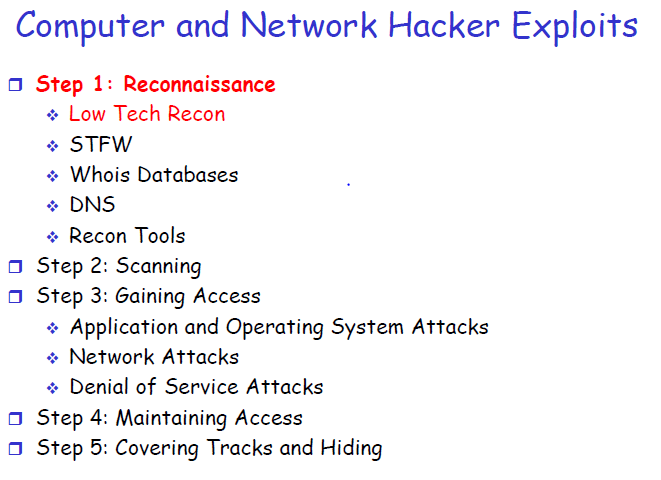 Computer and Network Hacker Exploits
Step 1: Reconnaissance
Low Tech Recon
STFW
Whois Databases
DNS
Recon Tools
Step 2: Scanning
Step 3: Gaining Access
Application and Operating System Attacks
Network Attacks
Denial of Service Attacks
Step 4: Maintaining Access
Step 5: Covering Tracks and Hiding